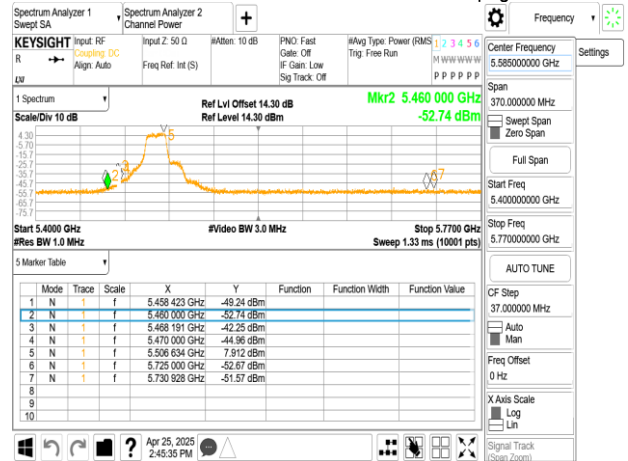 Spectrum Analyzer 1
Swept SA
Spectrum Analyzer 2
Channel Power
Frequency
KEYSIGHT
R
Input: RF
Coupling: DC
Align: Auto
Input Z: 50 Ω
Freq Ref: Int (S)
#Atten: 10 dB
PNO: Fast
Gate: Off
IF Gain: Low
Sig Track: Off
#Avg Type: Power (RMS
Trig: Free Run
1 2 3 4 5 6
M W W W W W
P P P P P P
Center Frequency
5.585000000 GHz
Settings
Span
370.000000 MHz
Swept Span
Zero Span
Full Span
Start Freq
5.400000000 GHz
Stop Freq
5.770000000 GHz
AUTO TUNE
CF Step
37.000000 MHz
Auto
Man
Freq Offset
0 Hz
X Axis Scale
Log
Lin
Signal Track
(Span Zoom)
1 Spectrum
Scale/Div 10 dB
Ref Lvl Offset 14.30 dB
Ref Level 14.30 dBm
Mkr2 5.460 000 GHz
-52.74 dBm
4.30
-5.70
-15.7
-25.7
-35.7
-45.7
-55.7
-65.7
-75.7
2
5
7
Start 5.4000 GHz
#Res BW 1.0 MHz
#Video BW 3.0 MHz
Stop 5.7700 GHz
Sweep 1.33 ms (10001 pts)
5 Marker Table
Mode Trace Scale X Y Function Function Width Function Value
1 N 1 f 5.458 423 GHz -49.24 dBm
2 N 1 f 5.460 000 GHz -52.74 dBm
3 N 1 f 5.468 191 GHz -42.25 dBm
4 N 1 f 5.470 000 GHz -44.96 dBm
5 N 1 f 5.506 634 GHz 7.912 dBm
6 N 1 f 5.725 000 GHz -52.67 dBm
7 N 1 f 5.730 928 GHz -51.57 dBm
8
9
10
?
Apr 25, 2025
2:45:35 PM